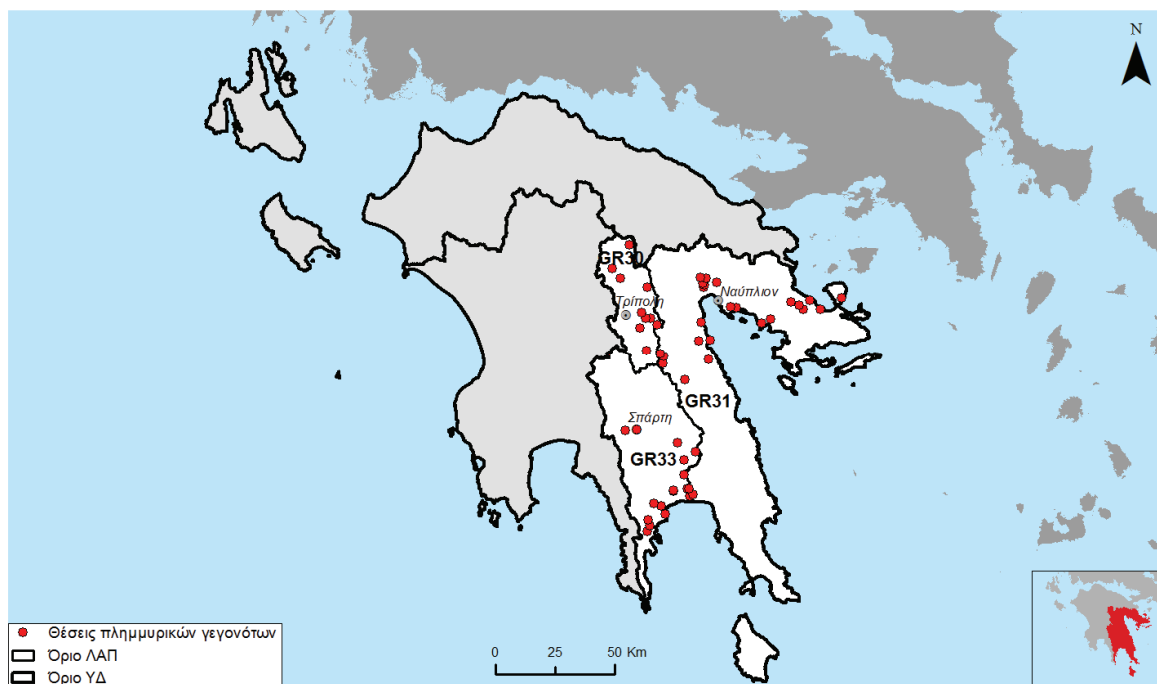 N
GR30
Τρίπολη
Ναύπλιον
GR31
Σπάρτη
GR33
Θέσεις πλημμυρικών γεγονότων
Όριο ΛΑΠ
Όριο ΥΔ
0 25 50 Km